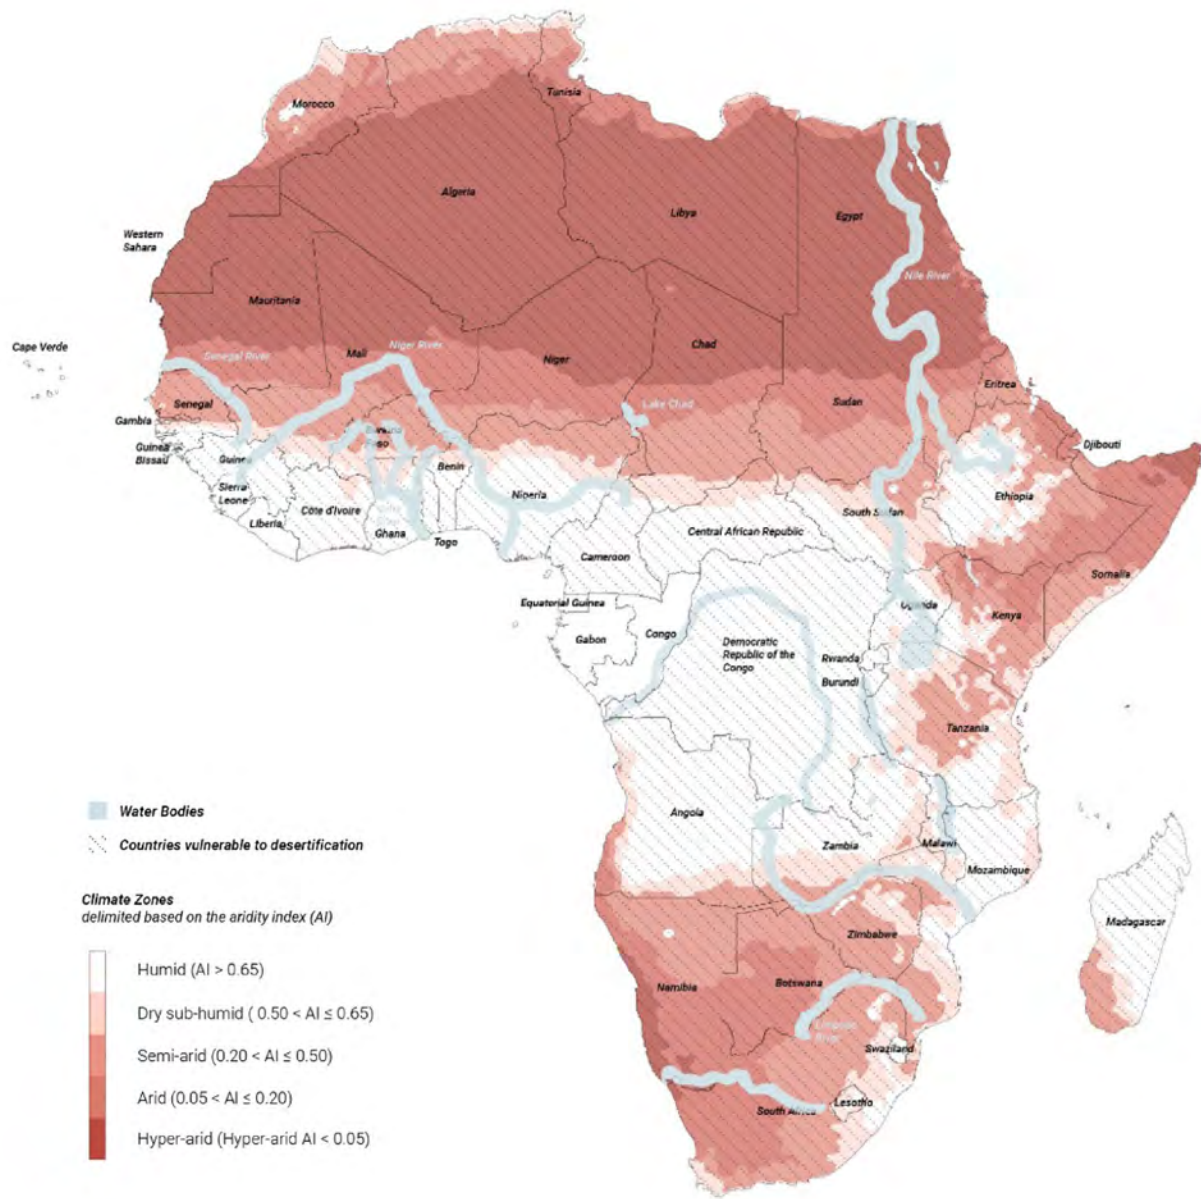 Morocco
Tunisia
Algeria
Libya
Egypt
Western
Sahara
Nile River
Mauritania
Cape Verde
Senegal River
Mali
Niger River
Niger
Chad
Senegal
Lake Chad
Sudan
Eritrea
Gambia
Guinea
Bissau
Guinea
Burkina
Faso
Benin
Djibouti
Sierra
Leone
Nigeria
Ethiopia
Liberia
Côte d'Ivoire
Ghana
Togo
South Sudan
Central African Republic
Cameroon
Somalia
Equatorial Guinea
Uganda
Kenya
Gabon
Congo
Democratic
Republic of the
Congo
Rwanda
Burundi
Tanzania
Water Bodies
Countries vulnerable to desertification
Angola
Zambia
Malawi
Mozambique
Madagascar
Climate Zones
delimited based on the aridity index (AI)
Zimbabwe
Humid (AI > 0.65)
Dry sub-humid ( 0.50 < AI ≤ 0.65)
Semi-arid (0.20 < AI ≤ 0.50)
Arid (0.05 < AI ≤ 0.20)
Hyper-arid (Hyper-arid AI < 0.05)
Namibia
Botswana
Limpopo
River
Swaziland
South Africa
Lesotho